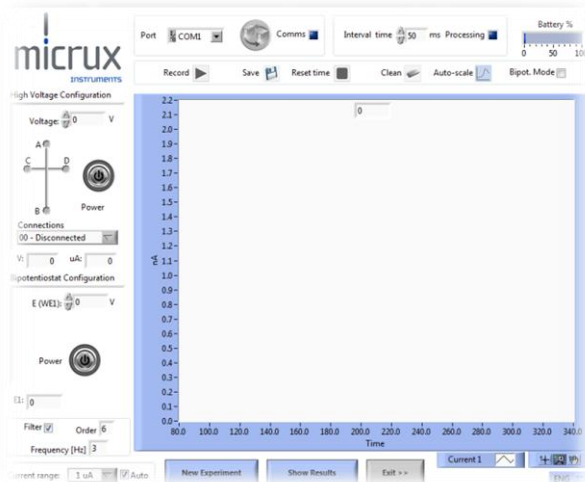 micrux
INSTRUMENTS
Port COM1 Comms Interval time 50 ms Processing Battery %
0 50 100
Record Save Reset time Clean Auto-scale Bipot. Mode
High Voltage Configuration
Voltage: 0 V
A
C D
B
Power
Connections
00 - Disconnected
V: 0 uA: 0
Bipotentiostat Configuration
E (WE1): 0 V
Power
E1: 0
Filter Order 6
Frequency [Hz] 3
Current range: 1 uA Auto
0
2.2
2.1
2.0
1.9
1.8
1.7
1.6
1.5
1.4
1.3
1.2
1.1
1.0
0.9
0.8
0.7
0.6
0.5
0.4
0.3
0.2
0.1
0.0
nA
80.0 100.0 120.0 140.0 160.0 180.0 200.0 220.0 240.0 260.0 280.0 300.0 320.0 340.0
Time
Current 1
New Experiment Show Results Exit >>
ENG